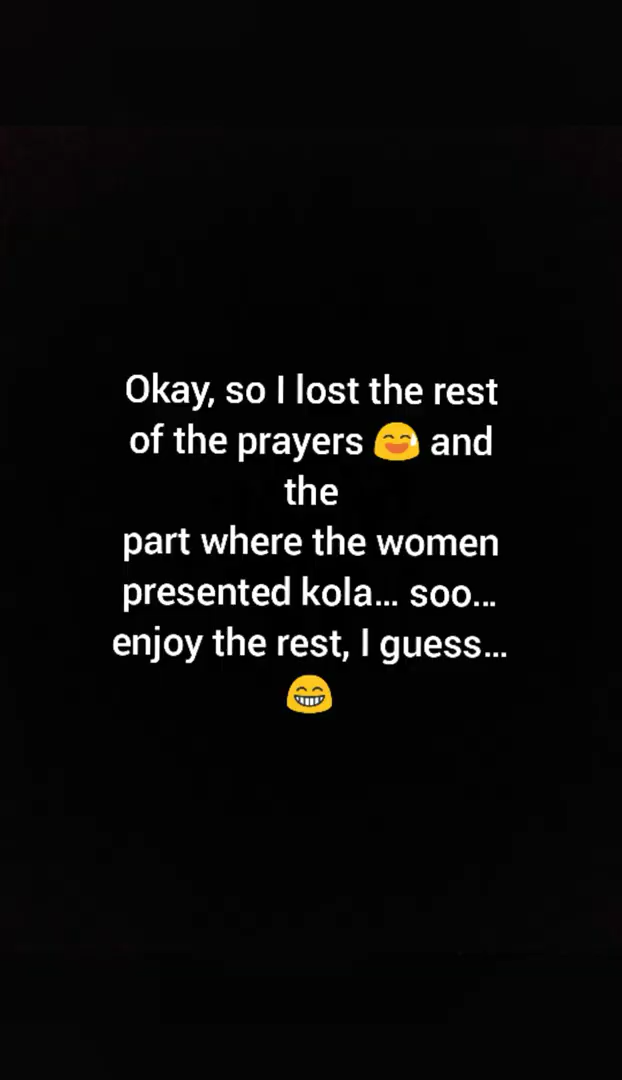 Okay, so I lost the rest
of the prayers 😅 and
the
part where the women
presented kola... soo...
enjoy the rest, I guess...
😁